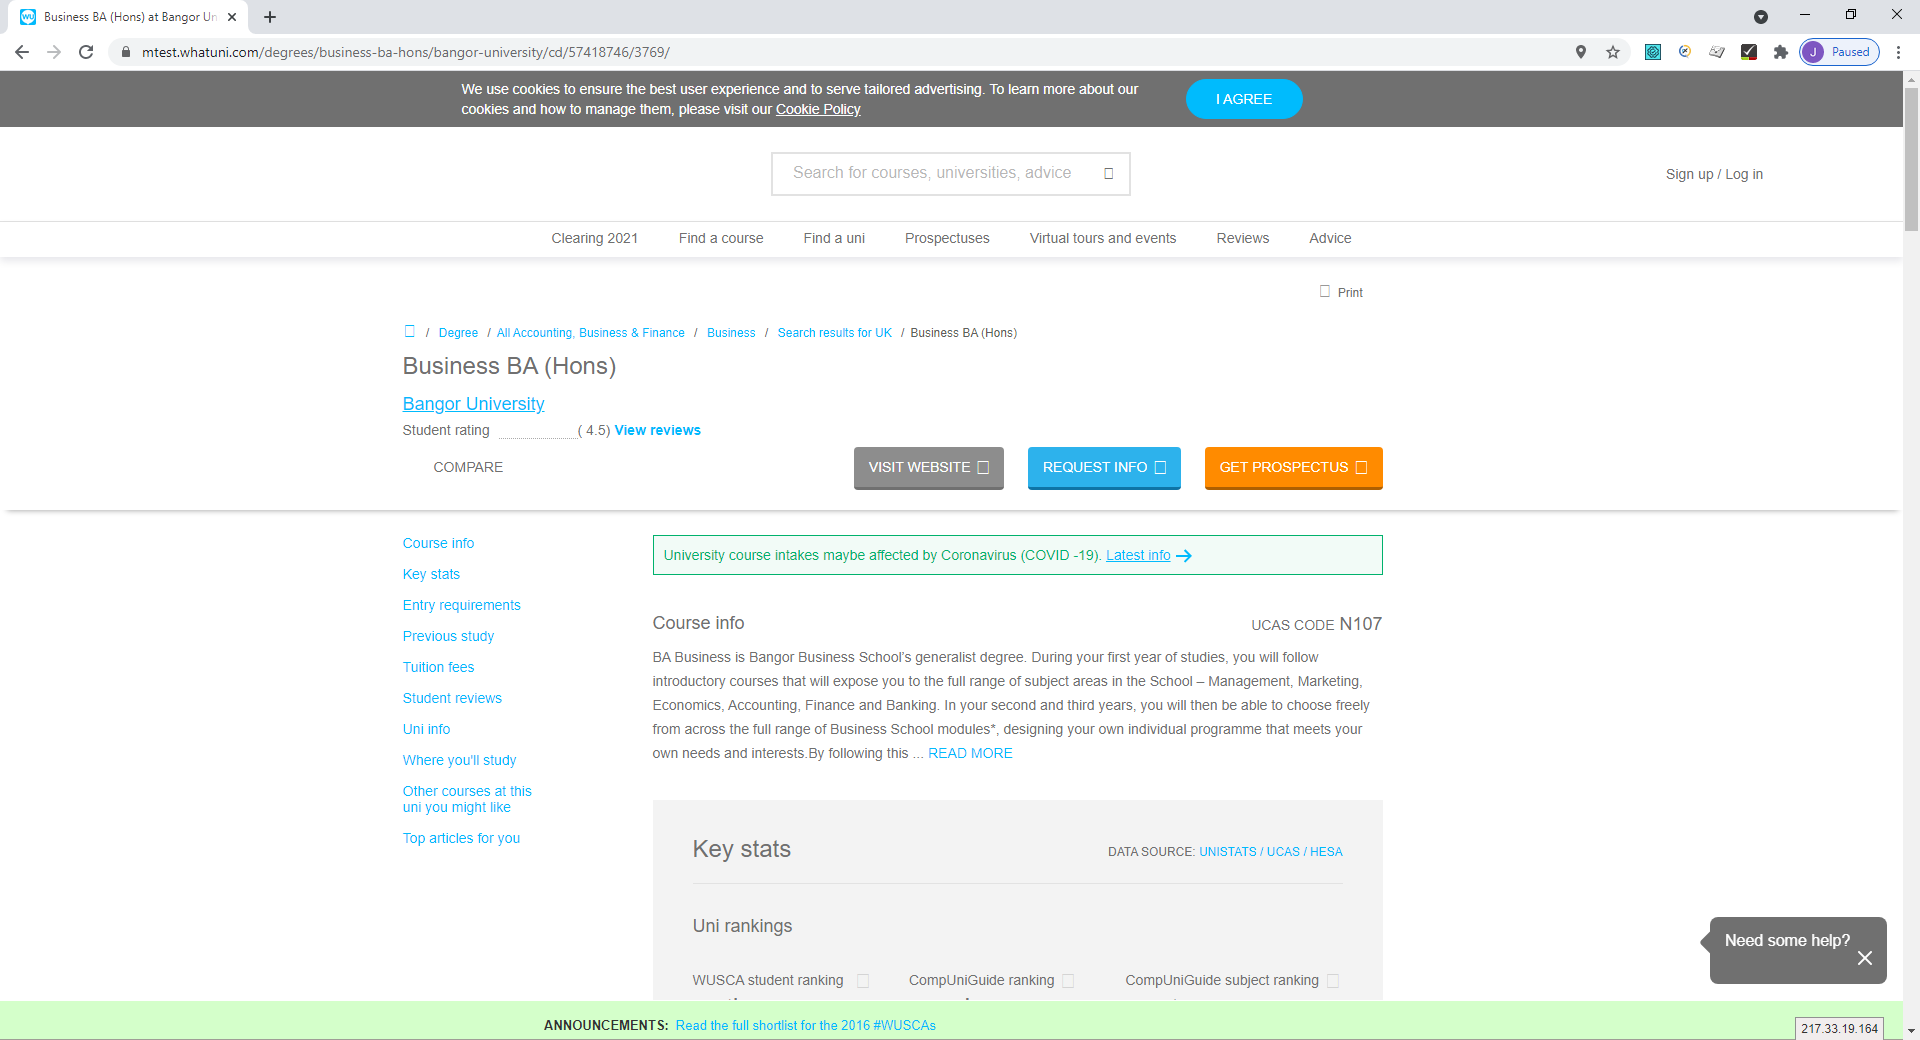 Business BA (Hons) at Bangor Un
mtest.whatuni.com/degrees/business-ba-hons/bangor-university/cd/57418746/3769/
J Paused
We use cookies to ensure the best user experience and to serve tailored advertising. To learn more about our
cookies and how to manage them, please visit our Cookie Policy
I AGREE
Search for courses, universities, advice
Sign up / Log in
Clearing 2021 Find a course Find a uni Prospectuses Virtual tours and events Reviews Advice
Print
/ Degree / All Accounting, Business & Finance / Business / Search results for UK / Business BA (Hons)
Business BA (Hons)
Bangor University
Student rating ( 4.5) View reviews
COMPARE
VISIT WEBSITE
REQUEST INFO
GET PROSPECTUS
Course info
Key stats
Entry requirements
Previous study
Tuition fees
Student reviews
Uni info
Where you'll study
Other courses at this
uni you might like
Top articles for you
University course intakes maybe affected by Coronavirus (COVID -19). Latest info
Course info
UCAS CODE N107
BA Business is Bangor Business School’s generalist degree. During your first year of studies, you will follow
introductory courses that will expose you to the full range of subject areas in the School – Management, Marketing,
Economics, Accounting, Finance and Banking. In your second and third years, you will then be able to choose freely
from across the full range of Business School modules*, designing your own individual programme that meets your
own needs and interests.By following this ... READ MORE
Key stats
DATA SOURCE: UNISTATS / UCAS / HESA
Uni rankings
WUSCA student ranking
CompUniGuide ranking
CompUniGuide subject ranking
Need some help?
ANNOUNCEMENTS: Read the full shortlist for the 2016 #WUSCAs
217.33.19.164